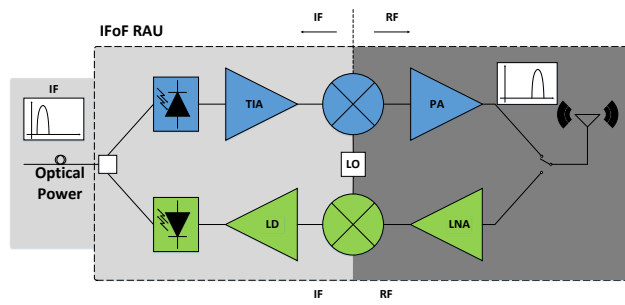 IF RF
IFoF RAU
IF
TIA
PA
Optical
Power
LO
LD
LNA
IF RF